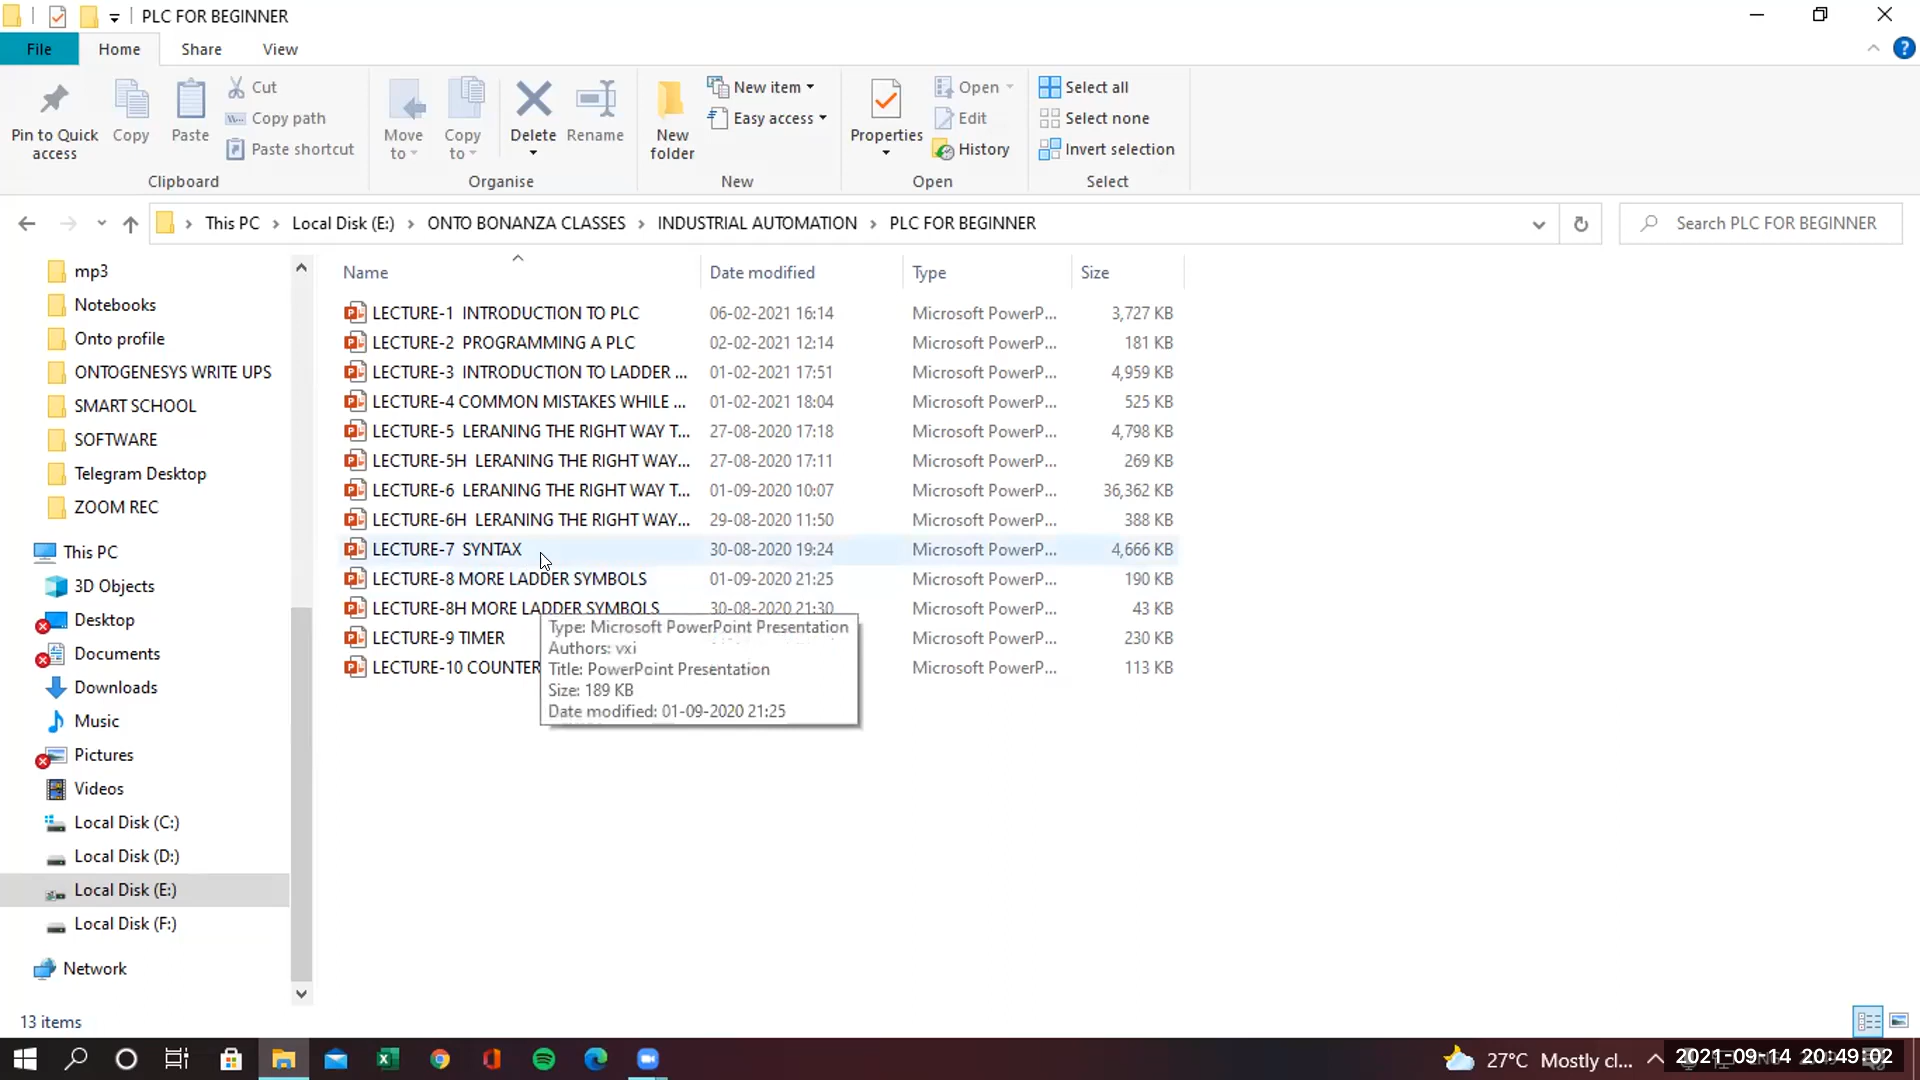 PLC FOR BEGINNER
File Home Share View
Pin to Quick access
Copy
Paste
Cut
Copy path
Paste shortcut
Clipboard
Move to
Copy to
Delete
Rename
Organise
New folder
New item
Easy access
New
Properties
Open
Edit
History
Open
Select all
Select none
Invert selection
Select
This PC > Local Disk (E:) > ONTO BONANZA CLASSES > INDUSTRIAL AUTOMATION > PLC FOR BEGINNER
Search PLC FOR BEGINNER
mp3
Notebooks
Onto profile
ONTOGENESYS WRITE UPS
SMART SCHOOL
SOFTWARE
Telegram Desktop
ZOOM REC
This PC
3D Objects
Desktop
Documents
Downloads
Music
Pictures
Videos
Local Disk (C:)
Local Disk (D:)
Local Disk (E:)
Local Disk (F:)
Network
Name Date modified Type Size
LECTURE-1 INTRODUCTION TO PLC 06-02-2021 16:14 Microsoft PowerP... 3,727 KB
LECTURE-2 PROGRAMMING A PLC 02-02-2021 12:14 Microsoft PowerP... 181 KB
LECTURE-3 INTRODUCTION TO LADDER ... 01-02-2021 17:51 Microsoft PowerP... 4,959 KB
LECTURE-4 COMMON MISTAKES WHILE ... 01-02-2021 18:04 Microsoft PowerP... 525 KB
LECTURE-5 LERANING THE RIGHT WAY T... 27-08-2020 17:18 Microsoft PowerP... 4,798 KB
LECTURE-5H LERANING THE RIGHT WAY... 27-08-2020 17:11 Microsoft PowerP... 269 KB
LECTURE-6 LERANING THE RIGHT WAY T... 01-09-2020 10:07 Microsoft PowerP... 36,362 KB
LECTURE-6H LERANING THE RIGHT WAY... 29-08-2020 11:50 Microsoft PowerP... 388 KB
LECTURE-7 SYNTAX 30-08-2020 19:24 Microsoft PowerP... 4,666 KB
LECTURE-8 MORE LADDER SYMBOLS 01-09-2020 21:25 Microsoft PowerP... 190 KB
LECTURE-8H MORE LADDER SYMBOLS 30-08-2020 21:30 Microsoft PowerP... 43 KB
LECTURE-9 TIMER Microsoft PowerP... 230 KB
LECTURE-10 COUNTER Microsoft PowerP... 113 KB
Type: Microsoft PowerPoint Presentation
Authors: vxi
Title: PowerPoint Presentation
Size: 189 KB
Date modified: 01-09-2020 21:25
13 items
27°C Mostly cl...
2021-09-14 20:49:02